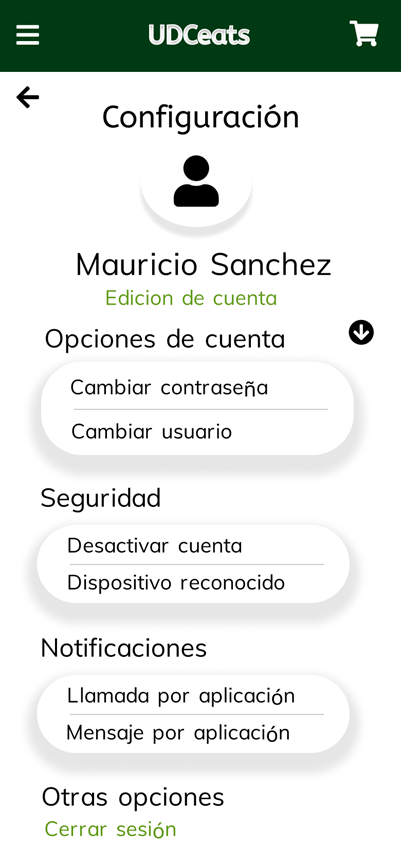 UDCeats
Configuración
Mauricio Sanchez
Edicion de cuenta
Opciones de cuenta
Cambiar contraseña
Cambiar usuario
Seguridad
Desactivar cuenta
Dispositivo reconocido
Notificaciones
Llamada por aplicación
Mensaje por aplicación
Otras opciones
Cerrar sesión